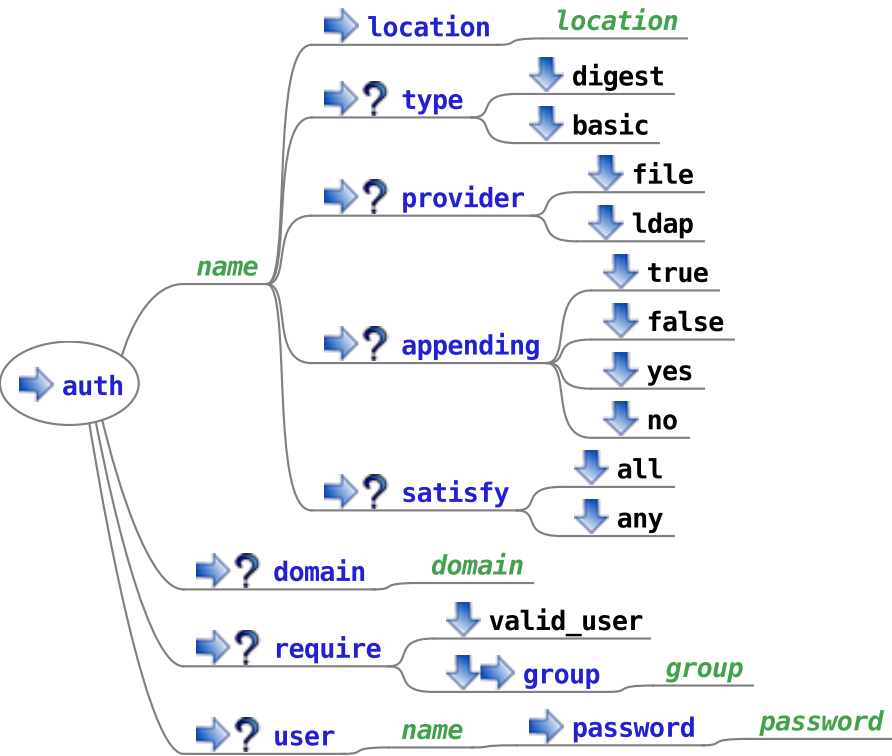 location location
type
digest
basic
provider
file
ldap
name
appending
true
false
yes
no
auth
satisfy
all
any
domain domain
require
valid_user
group group
user name password password